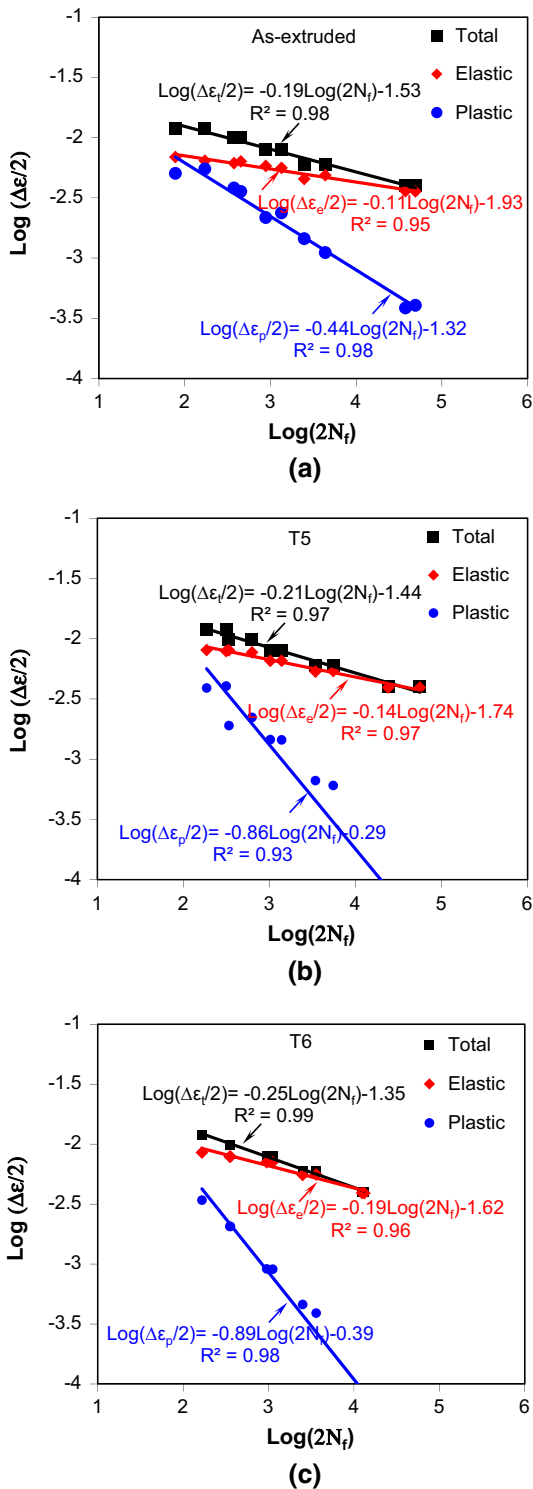 As-extruded
Total
Elastic
Plastic
Log(Δεt/2)= -0.19Log(2Nf)-1.53
R² = 0.98
Log(Δεe/2)= -0.11Log(2Nf)-1.93
R² = 0.95
Log(Δεp/2)= -0.44Log(2Nf)-1.32
R² = 0.98
-1
-1.5
-2
-2.5
-3
-3.5
-4
Log (Δε/2)
1 2 3 4 5 6
Log(2Nf)
(a)
T5
Total
Elastic
Plastic
Log(Δεt/2)= -0.21Log(2Nf)-1.44
R² = 0.97
Log(Δεe/2)= -0.14Log(2Nf)-1.74
R² = 0.97
Log(Δεp/2)= -0.86Log(2Nf)-0.29
R² = 0.93
-1
-1.5
-2
-2.5
-3
-3.5
-4
Log (Δε/2)
1 2 3 4 5 6
Log(2Nf)
(b)
T6
Total
Elastic
Plastic
Log(Δεt/2)= -0.25Log(2Nf)-1.35
R² = 0.99
Log(Δεe/2)= -0.19Log(2Nf)-1.62
R² = 0.96
Log(Δεp/2)= -0.89Log(2Nf)-0.39
R² = 0.98
-1
-1.5
-2
-2.5
-3
-3.5
-4
Log (Δε/2)
1 2 3 4 5 6
Log(2Nf)
(c)